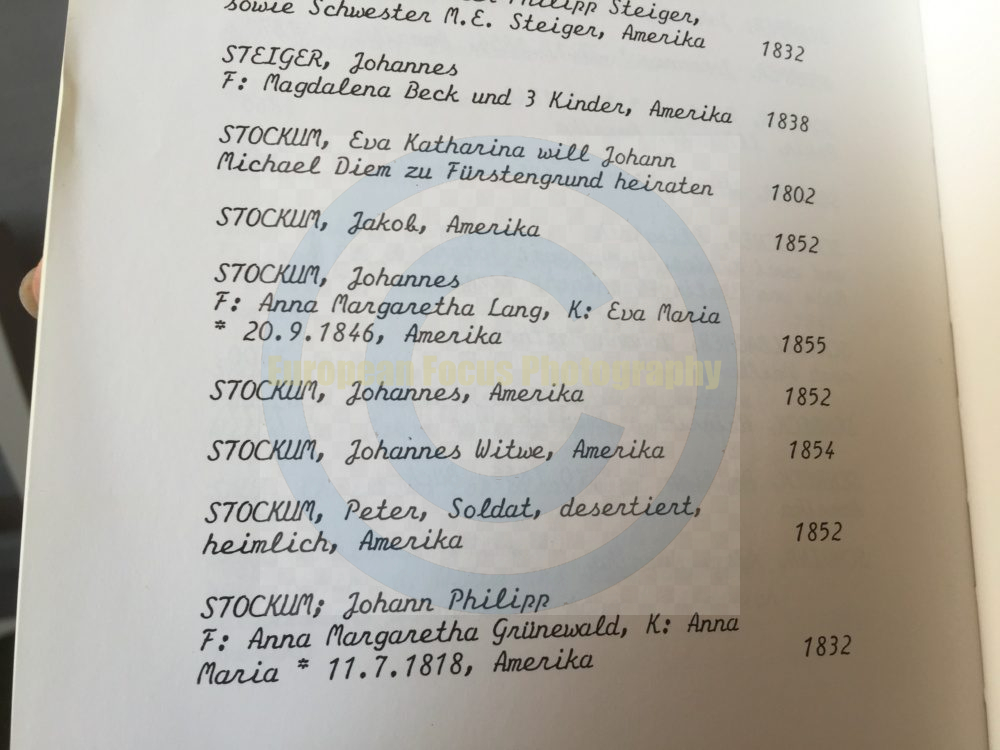 Philipp Steiger,
sowie Schwester M.E. Steiger, Amerika 1832
STEIGER, Johannes
F: Magdalena Beck und 3 Kinder, Amerika 1838
STOCKUM, Eva Katharina will Johann
Michael Diem zu Fürstengrund heiraten 1802
STOCKUM, Jakob, Amerika 1852
STOCKUM, Johannes
F: Anna Margaretha Lang, K: Eva Maria
* 20.9.1846, Amerika 1855
European Focus Photography
STOCKUM, Johannes, Amerika 1852
STOCKUM, Johannes Witwe, Amerika 1854
STOCKUM, Peter, Soldat, desertiert,
heimlich, Amerika 1852
STOCKUM; Johann Philipp
F: Anna Margaretha Grünewald, K: Anna
Maria * 11.7.1818, Amerika 1832